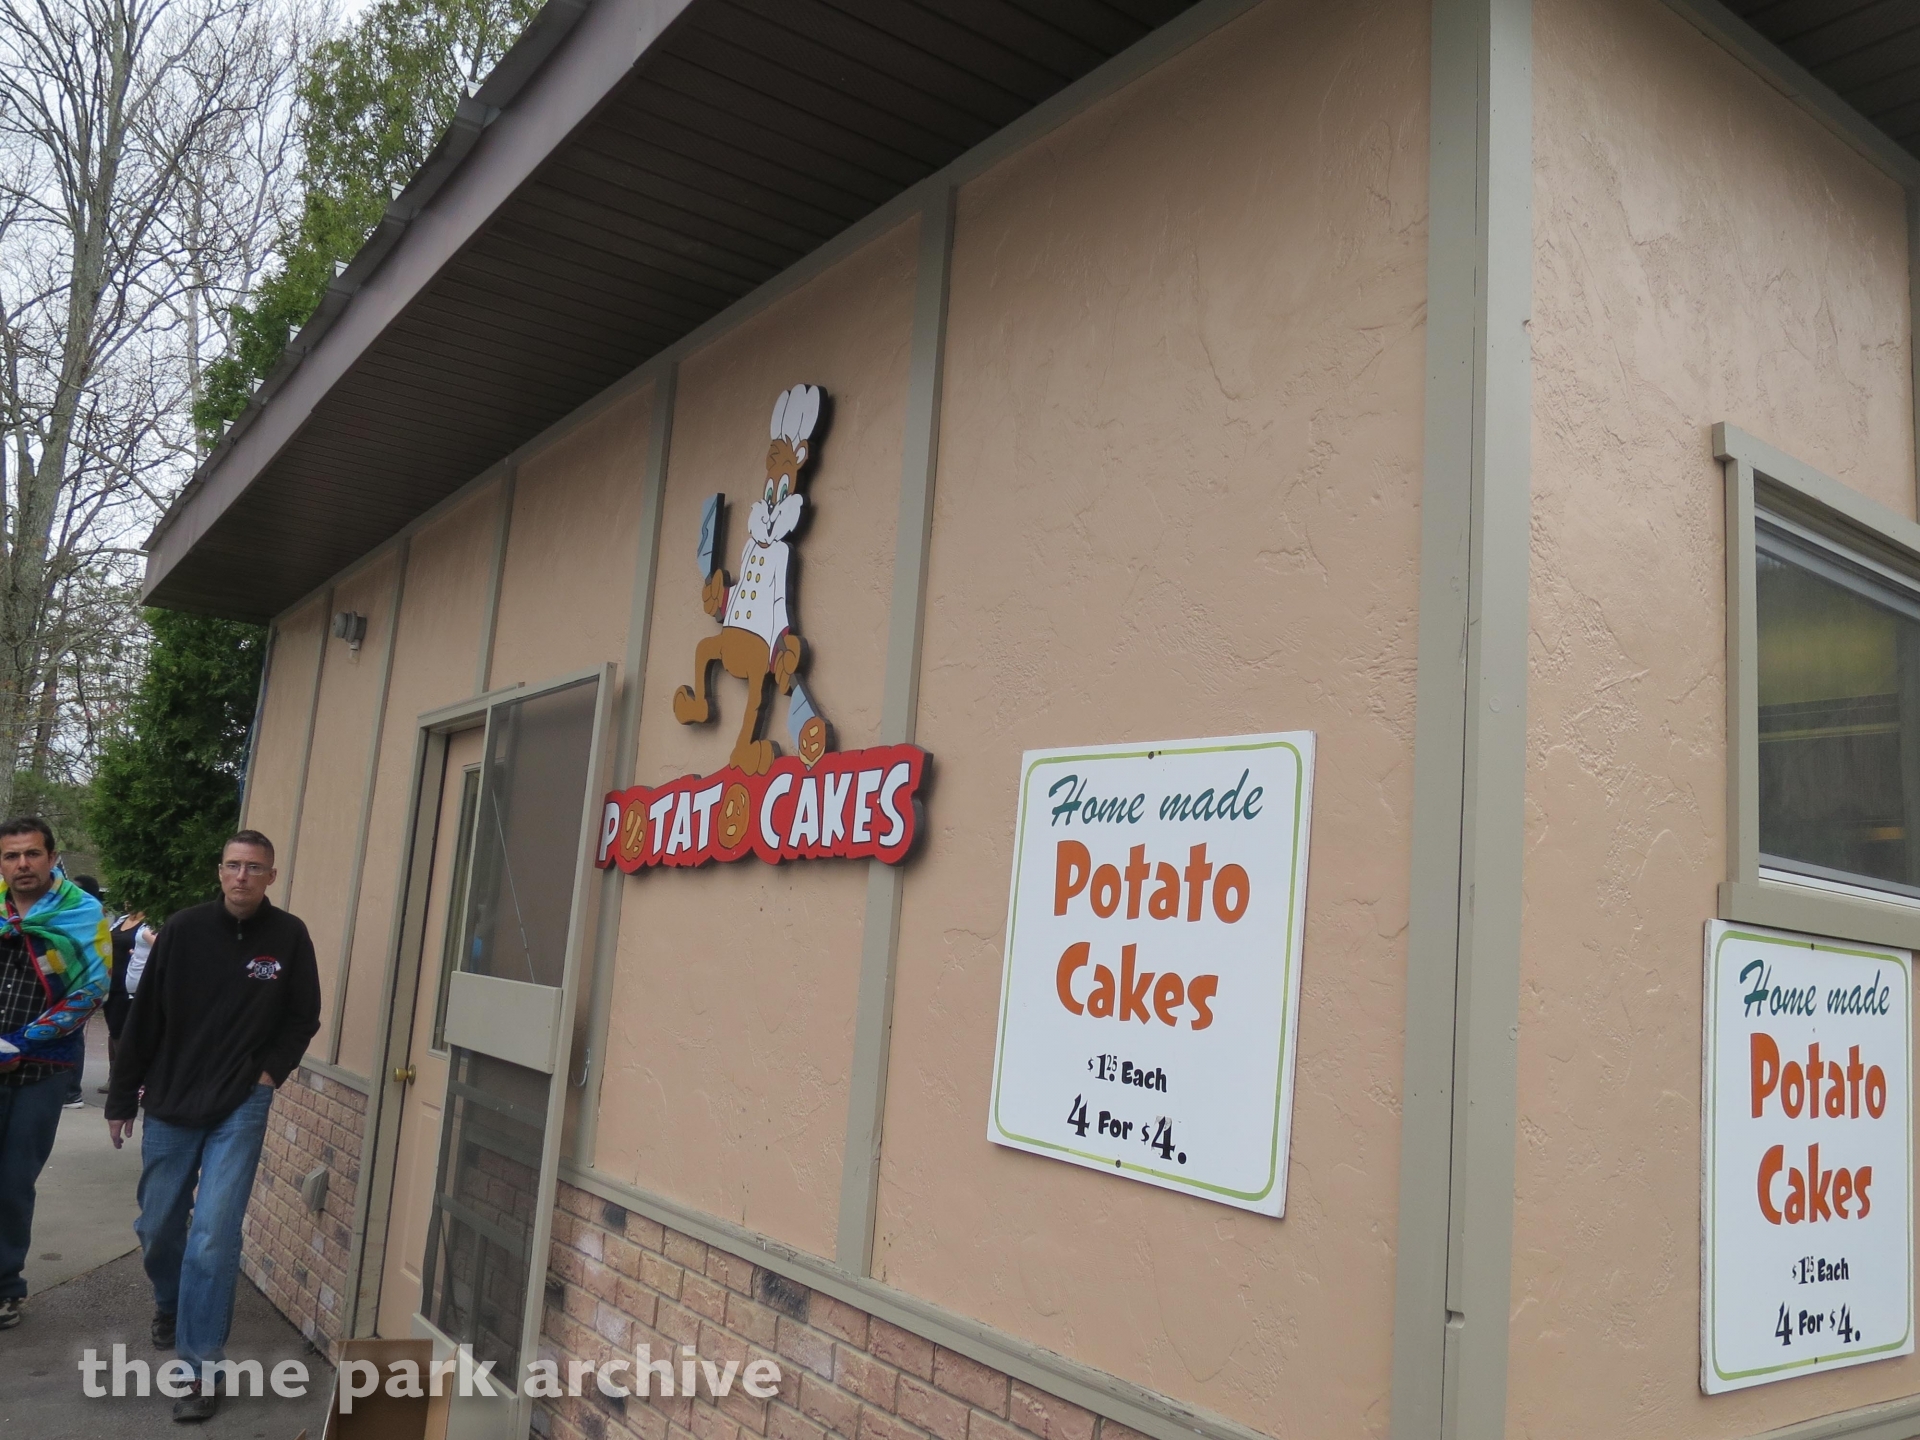 POTATO CAKES
Home made
Potato
Cakes
$1.25 Each
4 For $4.
Home made
Potato
Cakes
$1.25 Each
4 For $4.
theme park archive